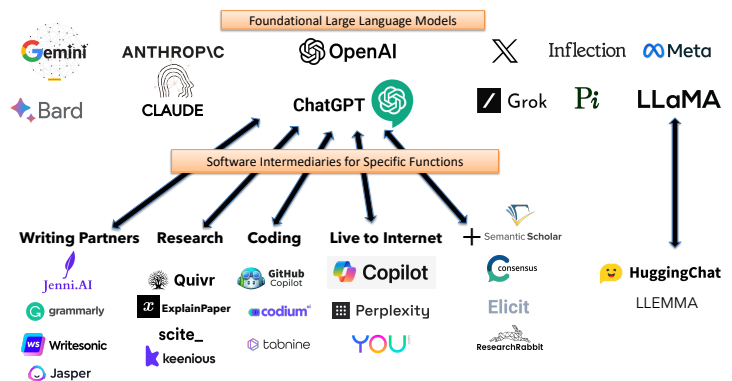 Foundational Large Language Models
Gemini
ANTHROP\C
OpenAI
X
Inflection
Meta
Bard
CLAUDE
ChatGPT
Grok
Pi
LLaMA
Software Intermediaries for Specific Functions
Writing Partners
Research
Coding
Live to Internet
+
Semantic Scholar
Jenni.AI
Quivr
GitHub
Copilot
Copilot
Consensus
HuggingChat
grammarly
x ExplainPaper
codium
Perplexity
Elicit
LLEMMA
ws Writesonic
scite_
keenious
tabnine
YOU
ResearchRabbit
Jasper